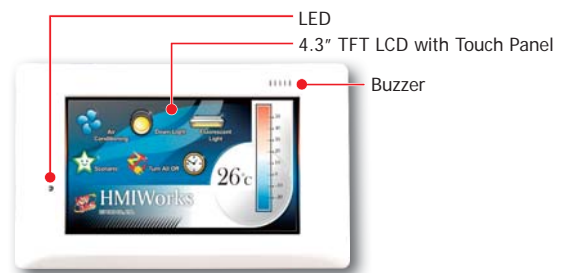 LED
4.3" TFT LCD with Touch Panel
Buzzer
Air
Conditioning
Down Light
Fluorescent
Light
Scenario
Turn All Off
26°c
HMIWorks